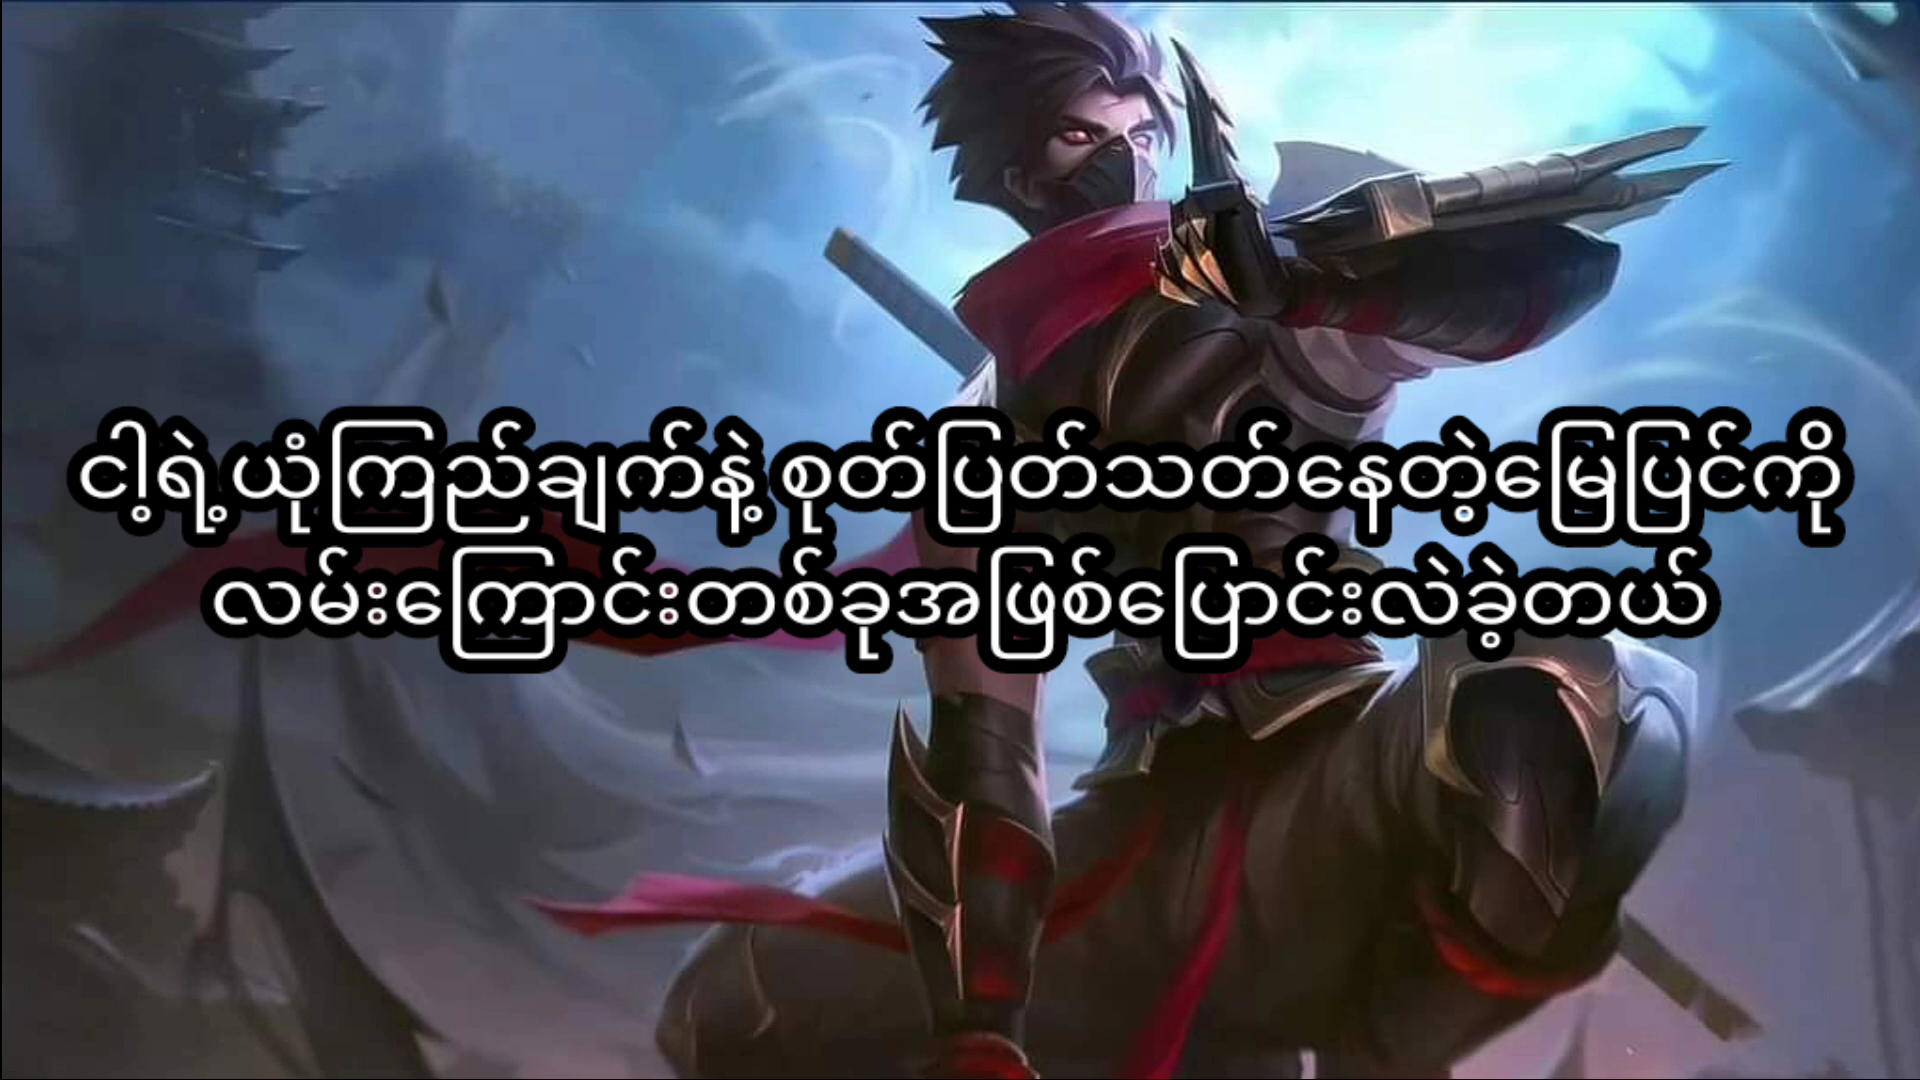 ငါ့ရဲ့ယုံကြည်ချက်နဲ့ စုတ်ပြတ်သတ်နေတဲ့မြေပြင်ကို
လမ်းကြောင်းတစ်ခုအဖြစ်ပြောင်းလဲခဲ့တယ်